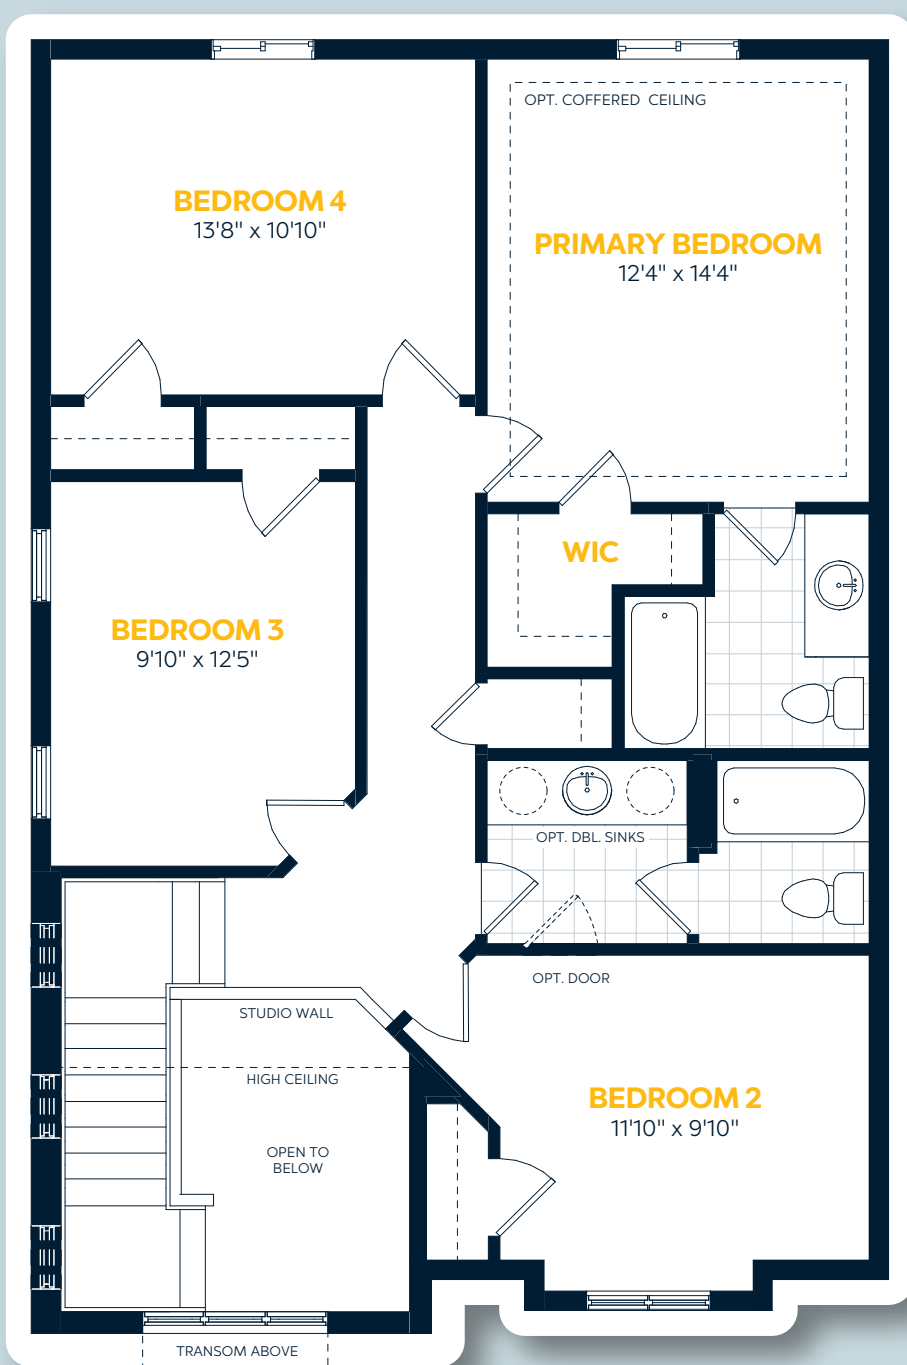 OPT. COFFERED CEILING
BEDROOM 4
13'8" x 10'10"
PRIMARY BEDROOM
12'4" x 14'4"
WIC
BEDROOM 3
9'10" x 12'5"
OPT. DBL. SINKS
OPT. DOOR
STUDIO WALL
HIGH CEILING
BEDROOM 2
11'10" x 9'10"
OPEN TO
BELOW
TRANSOM ABOVE